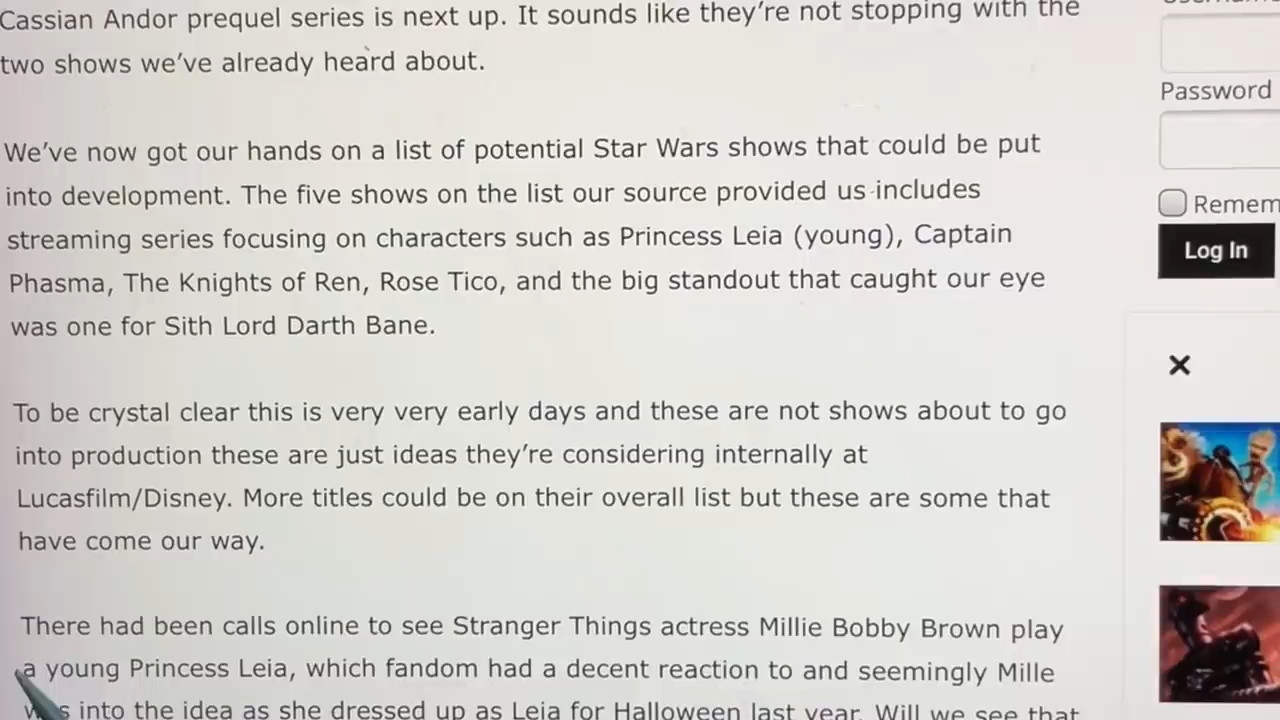 Cassian Andor prequel series is next up. It sounds like they're not stopping with the
two shows we've already heard about.
We've now got our hands on a list of potential Star Wars shows that could be put
into development. The five shows on the list our source provided us includes
streaming series focusing on characters such as Princess Leia (young), Captain
Phasma, The Knights of Ren, Rose Tico, and the big standout that caught our eye
was one for Sith Lord Darth Bane.
To be crystal clear this is very very early days and these are not shows about to go
into production these are just ideas they're considering internally at
Lucasfilm/Disney. More titles could be on their overall list but these are some that
have come our way.
There had been calls online to see Stranger Things actress Millie Bobby Brown play
a young Princess Leia, which fandom had a decent reaction to and seemingly Mille
into the idea as she dressed up as Leia for Halloween last year. Will we see that
Password
Remem
Log In